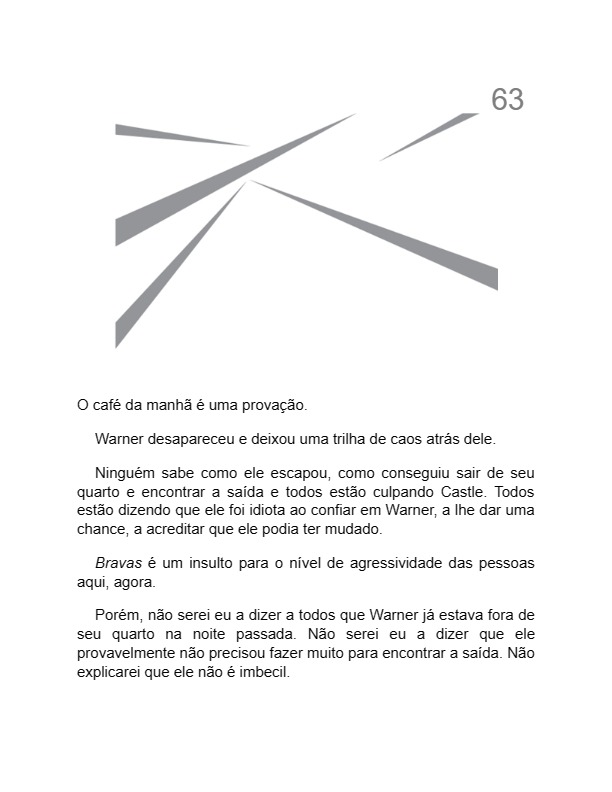 63
O café da manhã é uma provação.
Warner desapareceu e deixou uma trilha de caos atrás dele.
Ninguém sabe como ele escapou, como conseguiu sair de seu
quarto e encontrar a saída e todos estão culpando Castle. Todos
estão dizendo que ele foi idiota ao confiar em Warner, a lhe dar uma
chance, a acreditar que ele podia ter mudado.
Bravas é um insulto para o nível de agressividade das pessoas
aqui, agora.
Porém, não serei eu a dizer a todos que Warner já estava fora de
seu quarto na noite passada. Não serei eu a dizer que ele
provavelmente não precisou fazer muito para encontrar a saída. Não
explicarei que ele não é imbecil.